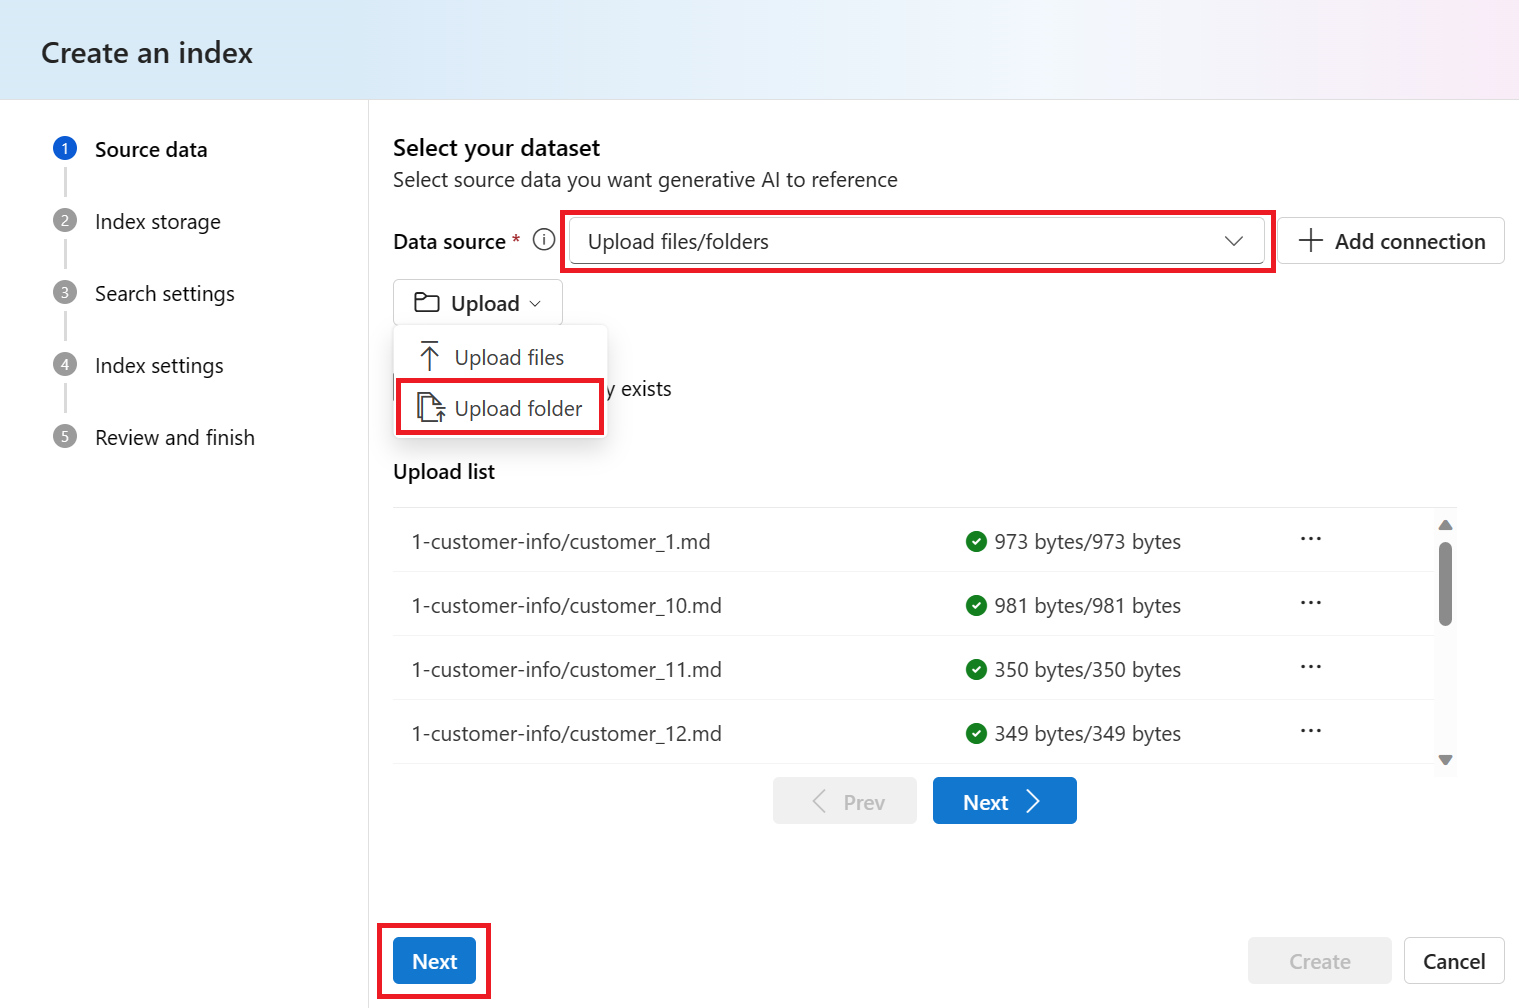 Create an index
1 Source data
2 Index storage
3 Search settings
4 Index settings
5 Review and finish
Select your dataset
Select source data you want generative AI to reference
Data source * Upload files/folders Add connection
Upload
Upload files
exists
Upload folder
Upload list
1-customer-info/customer_1.md 973 bytes/973 bytes ...
1-customer-info/customer_10.md 981 bytes/981 bytes ...
1-customer-info/customer_11.md 350 bytes/350 bytes ...
1-customer-info/customer_12.md 349 bytes/349 bytes ...
Prev Next
Next Create Cancel